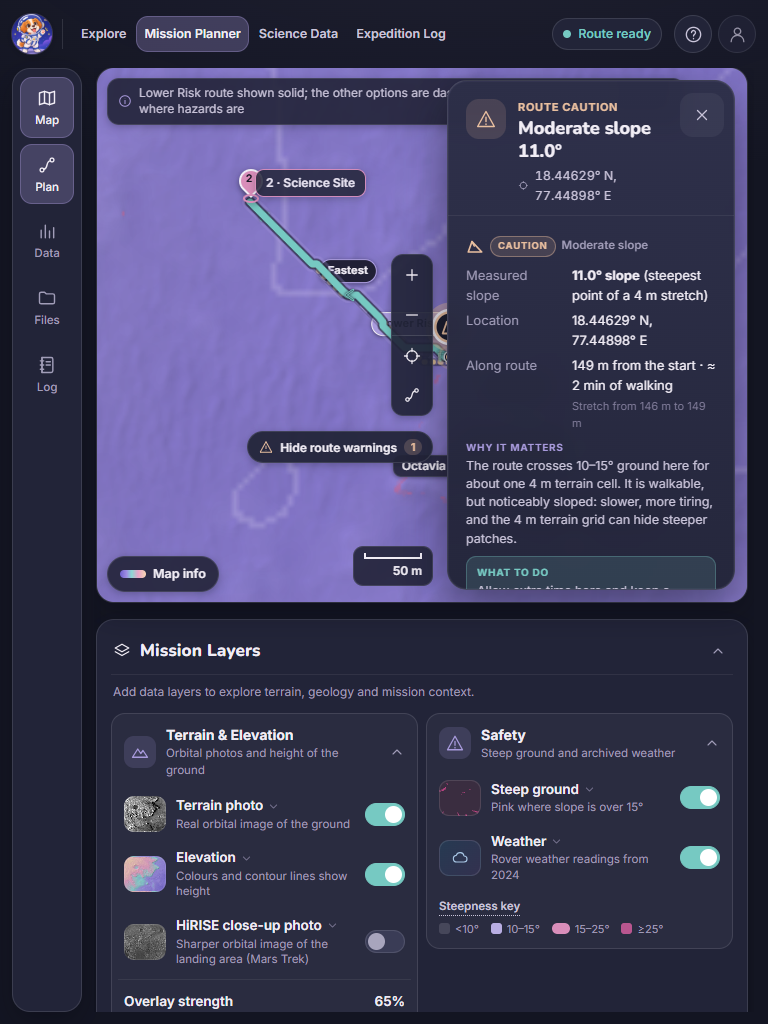 Explore
Mission Planner
Science Data
Expedition Log
Route ready
Map
Plan
Data
Files
Log
Lower Risk route shown solid; the other options are
where hazards are
2
2 · Science Site
Fastest
Hide route warnings 1
Octavia
Map info
50 m
ROUTE CAUTION
Moderate slope
11.0°
18.44629° N,
77.44898° E
CAUTION Moderate slope
Measured
slope
11.0° slope (steepest
point of a 4 m stretch)
Location
18.44629° N,
77.44898° E
Along route
149 m from the start · ≈
2 min of walking
Stretch from 146 m to 149
m
WHY IT MATTERS
The route crosses 10–15° ground here for
about one 4 m terrain cell. It is walkable,
but noticeably sloped: slower, more tiring,
and the 4 m terrain grid can hide steeper
patches.
WHAT TO DO
Mission Layers
Add data layers to explore terrain, geology and mission context.
Terrain & Elevation
Orbital photos and height of the
ground
Terrain photo
Real orbital image of the ground
Elevation
Colours and contour lines show
height
HiRISE close-up photo
Sharper orbital image of the
landing area (Mars Trek)
Overlay strength 65%
Safety
Steep ground and archived weather
Steep ground
Pink where slope is over 15°
Weather
Rover weather readings from
2024
Steepness key
<10° 10–15° 15–25° ≥25°